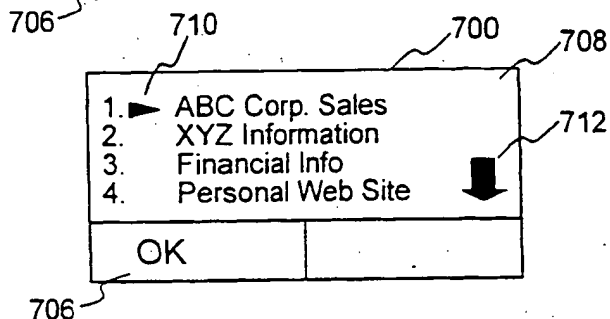 706
710
700
708
1. ABC Corp. Sales
2. XYZ Information
712
3. Financial Info
4. Personal Web Site
OK
706